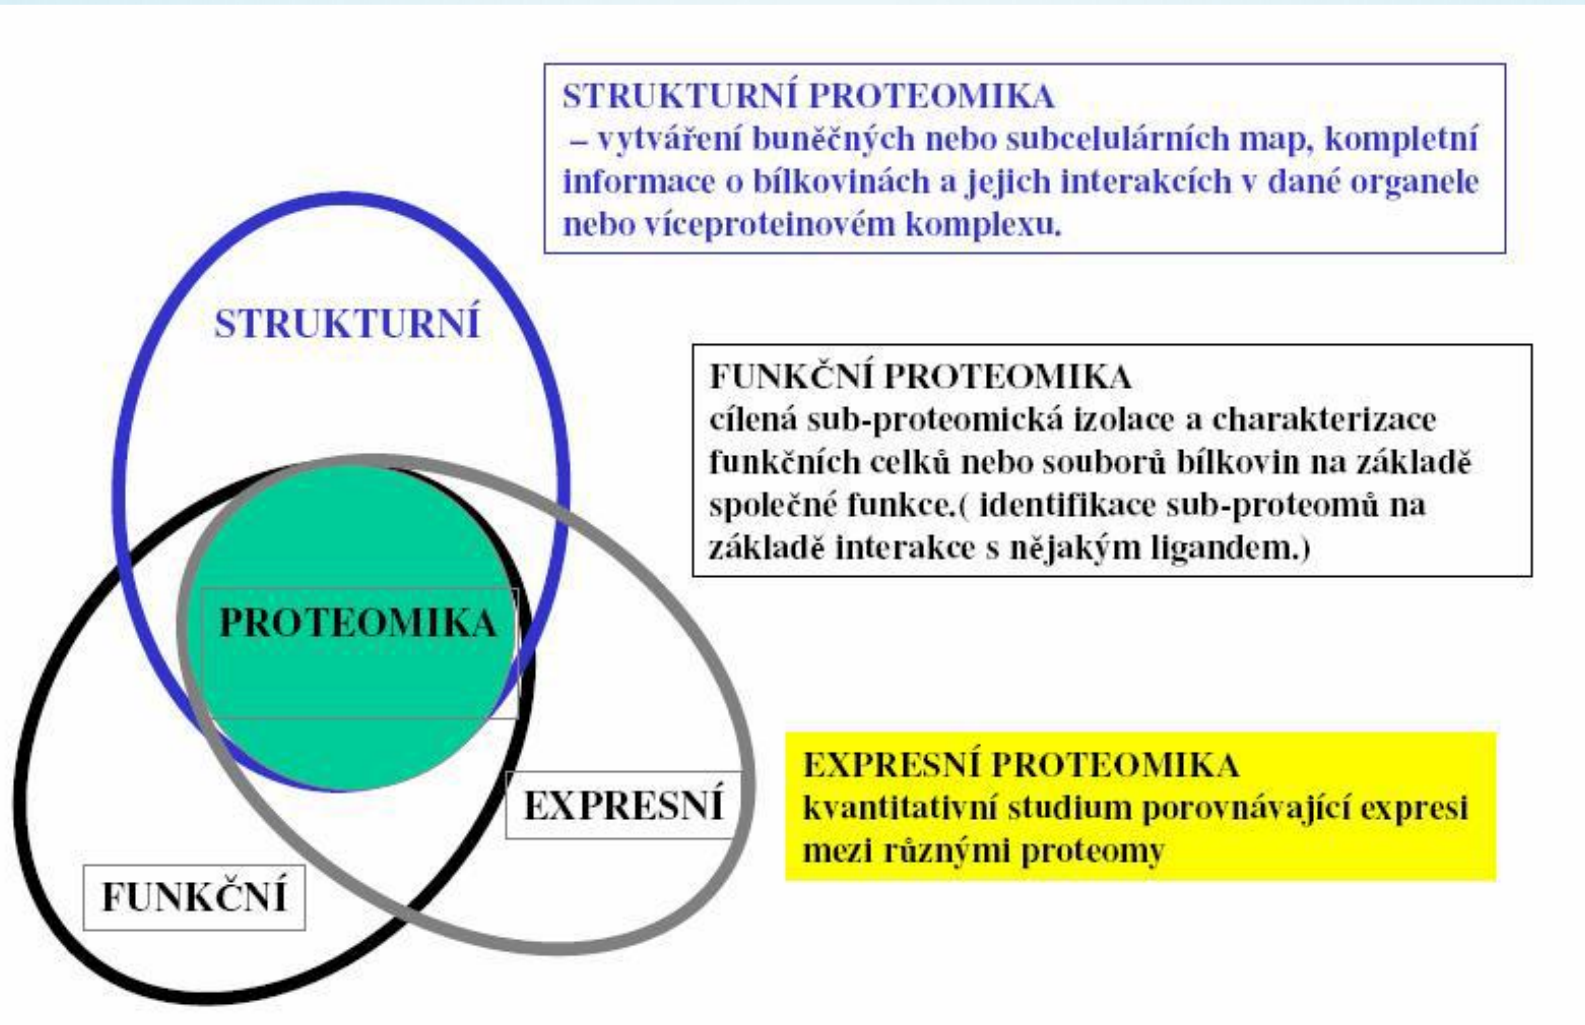 STRUKTURNÍ PROTEOMIKA
– vytváření buněčných nebo subcelulárních map, kompletní
informace o bílkovinách a jejich interakcích v dané organele
nebo víceproteinovém komplexu.
STRUKTURNÍ
FUNKČNÍ PROTEOMIKA
cílená sub-proteomická izolace a charakterizace
funkčních celků nebo souborů bílkovin na základě
společné funkce.( identifikace sub-proteomů na
základě interakce s nějakým ligandem.)
PROTEOMIKA
EXPRESNÍ PROTEOMIKA
kvantitativní studium porovnávající expresi
mezi různými proteomy
EXPRESNÍ
FUNKČNÍ